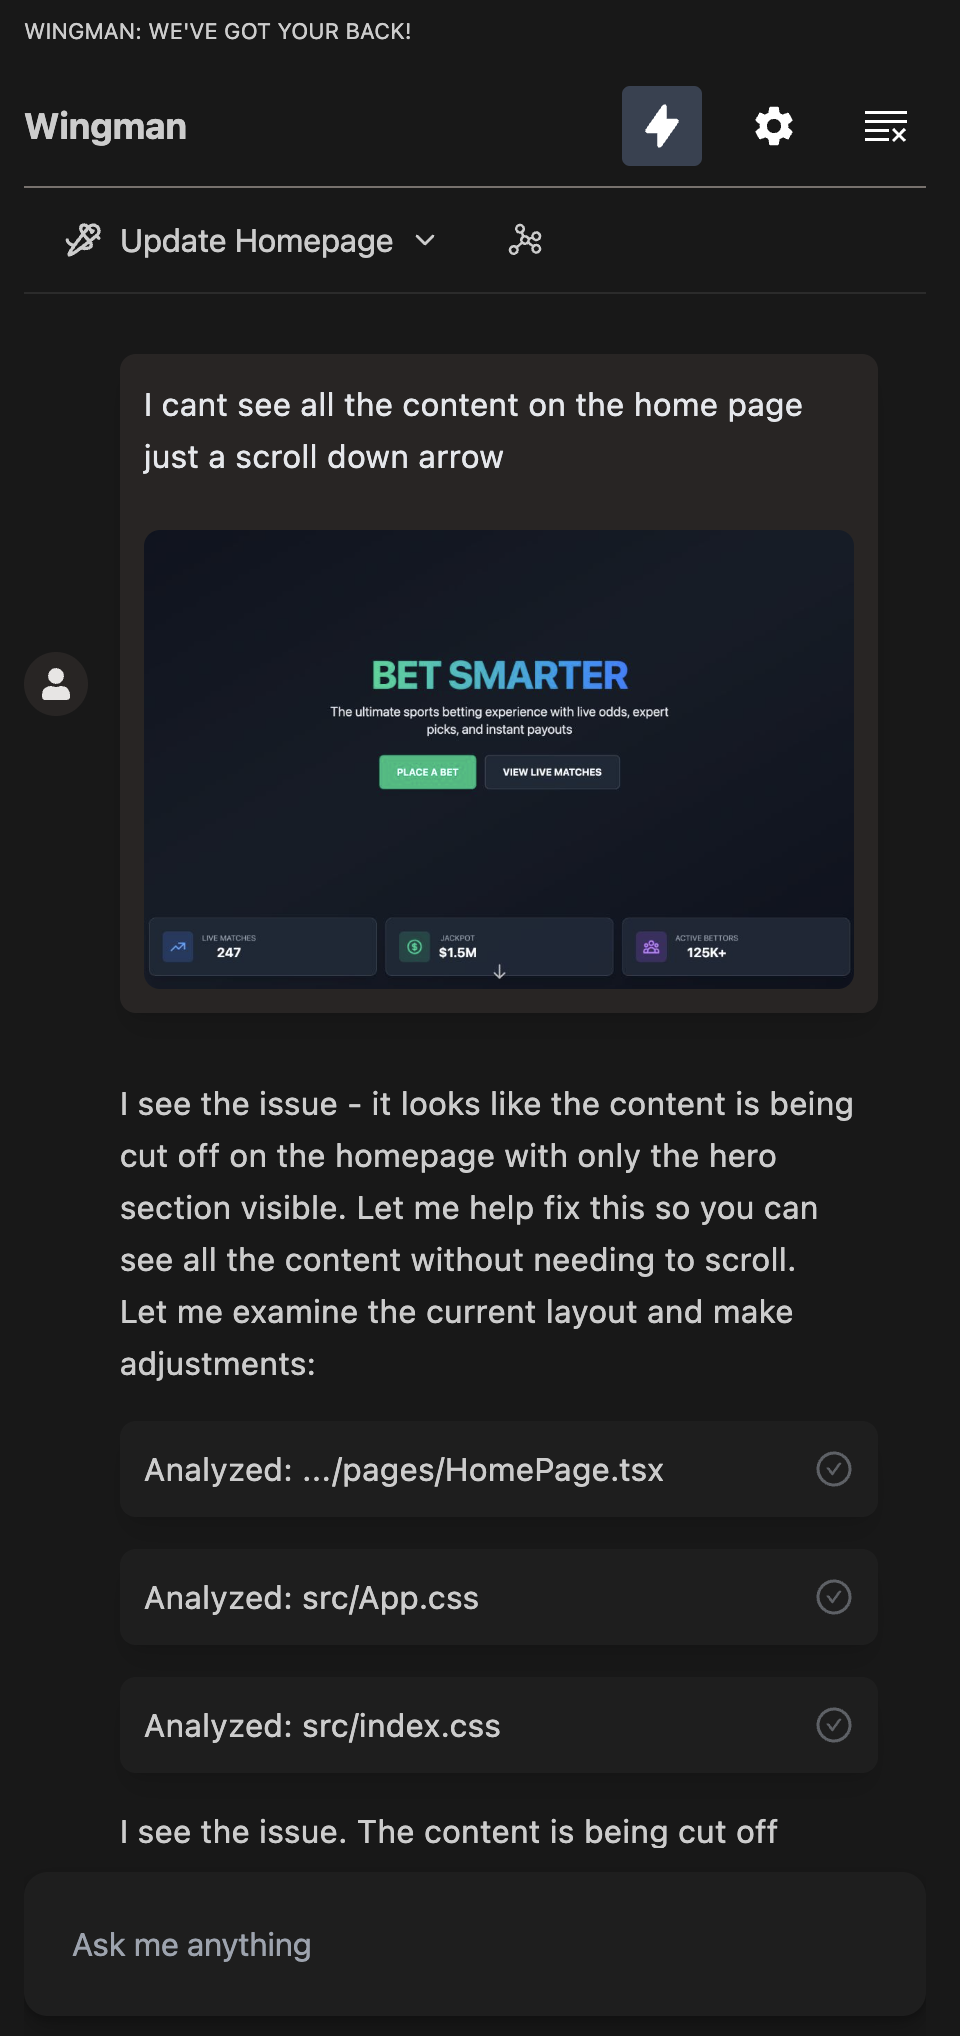 WINGMAN: WE'VE GOT YOUR BACK!
Wingman
Update Homepage
I cant see all the content on the home page
just a scroll down arrow
BET SMARTER
The ultimate sports betting experience with live odds, expert
picks, and instant payouts
PLACE A BET
VIEW LIVE MATCHES
LIVE MATCHES
247
JACKPOT
$1.5M
ACTIVE BETTORS
125K+
I see the issue - it looks like the content is being
cut off on the homepage with only the hero
section visible. Let me help fix this so you can
see all the content without needing to scroll.
Let me examine the current layout and make
adjustments:
Analyzed: .../pages/HomePage.tsx
Analyzed: src/App.css
Analyzed: src/index.css
I see the issue. The content is being cut off
Ask me anything